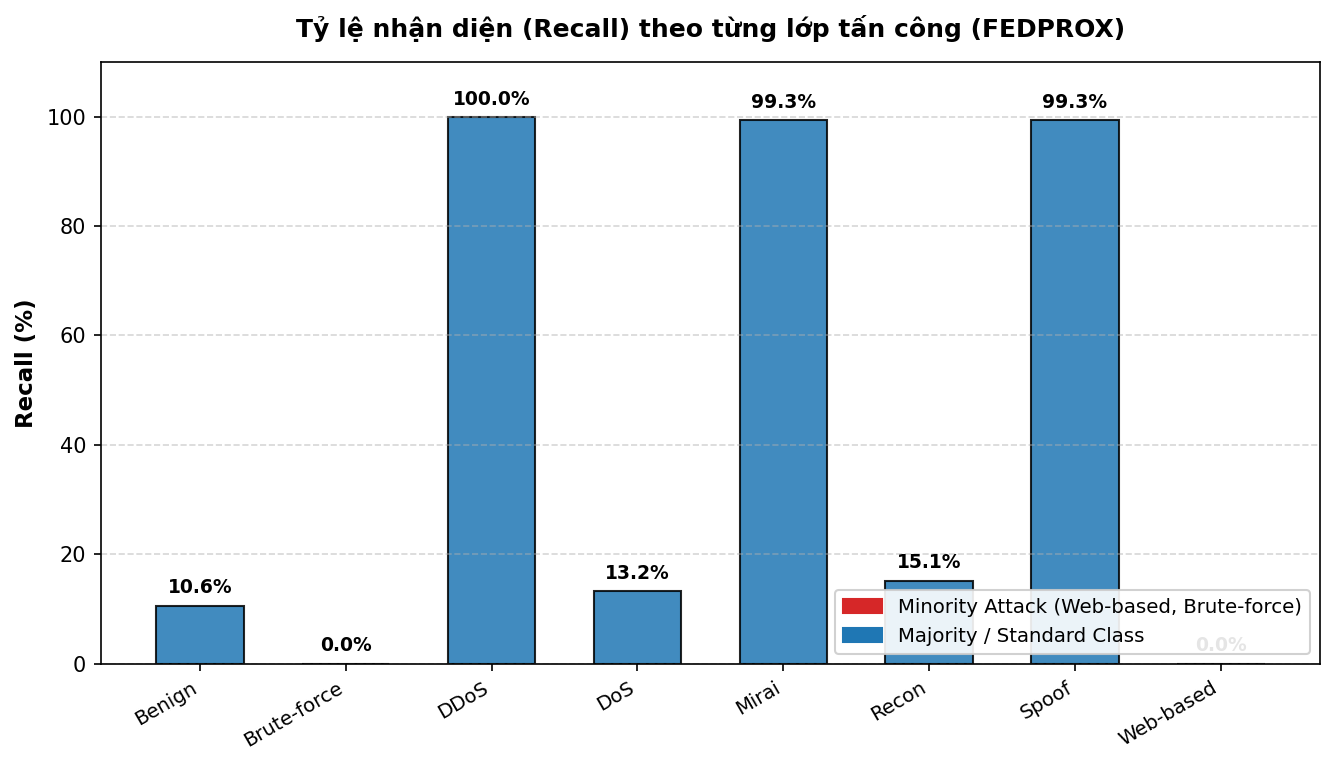 Tỷ lệ nhận diện (Recall) theo từng lớp tấn công (FEDPROX)
Recall (%)
100
80
60
40
20
0
10.6%
0.0%
100.0%
13.2%
99.3%
15.1%
99.3%
0.0%
Minority Attack (Web-based, Brute-force)
Majority / Standard Class
Benign
Brute-force
DDoS
DoS
Mirai
Recon
Spoof
Web-based